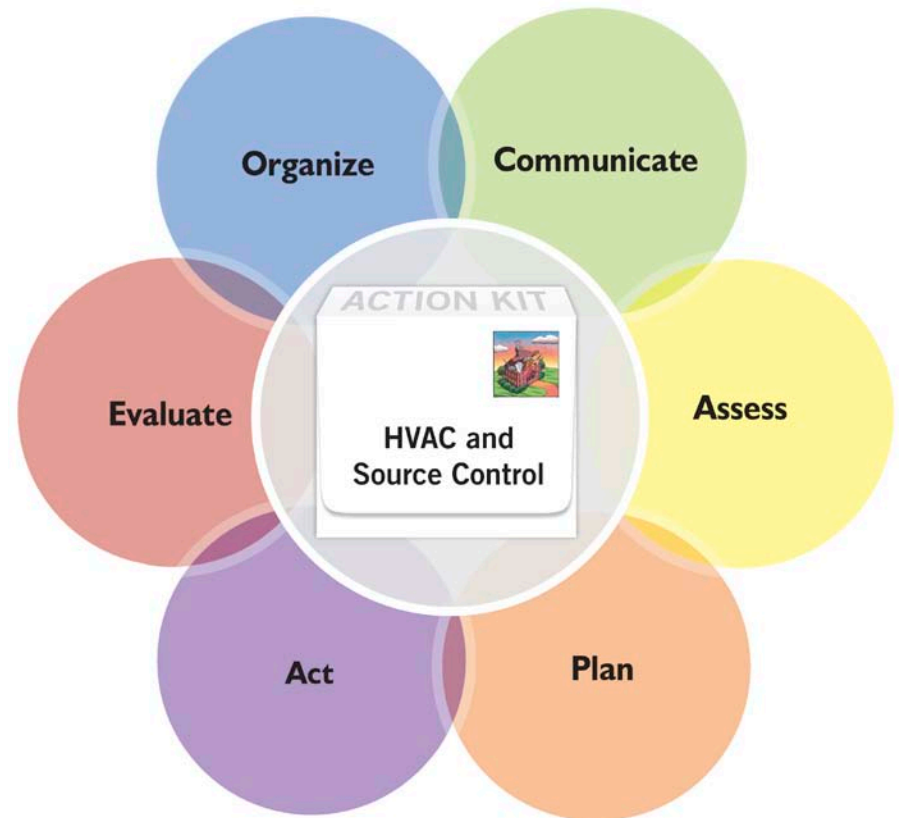 Organize
Communicate
Evaluate
ACTION KIT
HVAC and
Source Control
Assess
Act
Plan